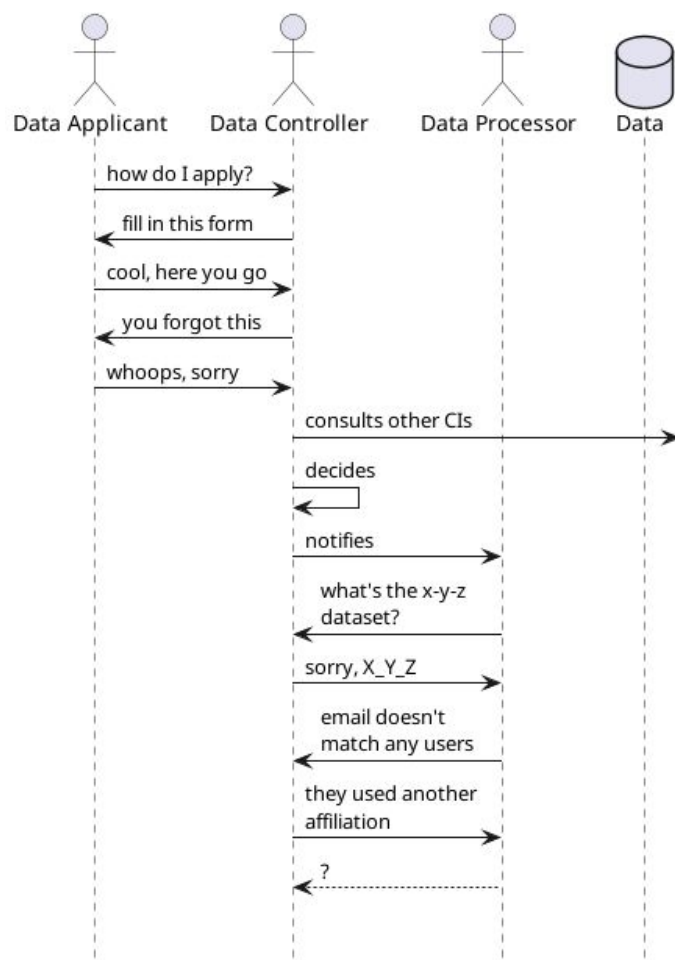 Data Applicant
Data Controller
Data Processor
Data
how do I apply?
fill in this form
cool, here you go
you forgot this
whoops, sorry
consults other CIs
decides
notifies
what's the x-y-z
dataset?
sorry, X_Y_Z
email doesn't
match any users
they used another
affiliation
?